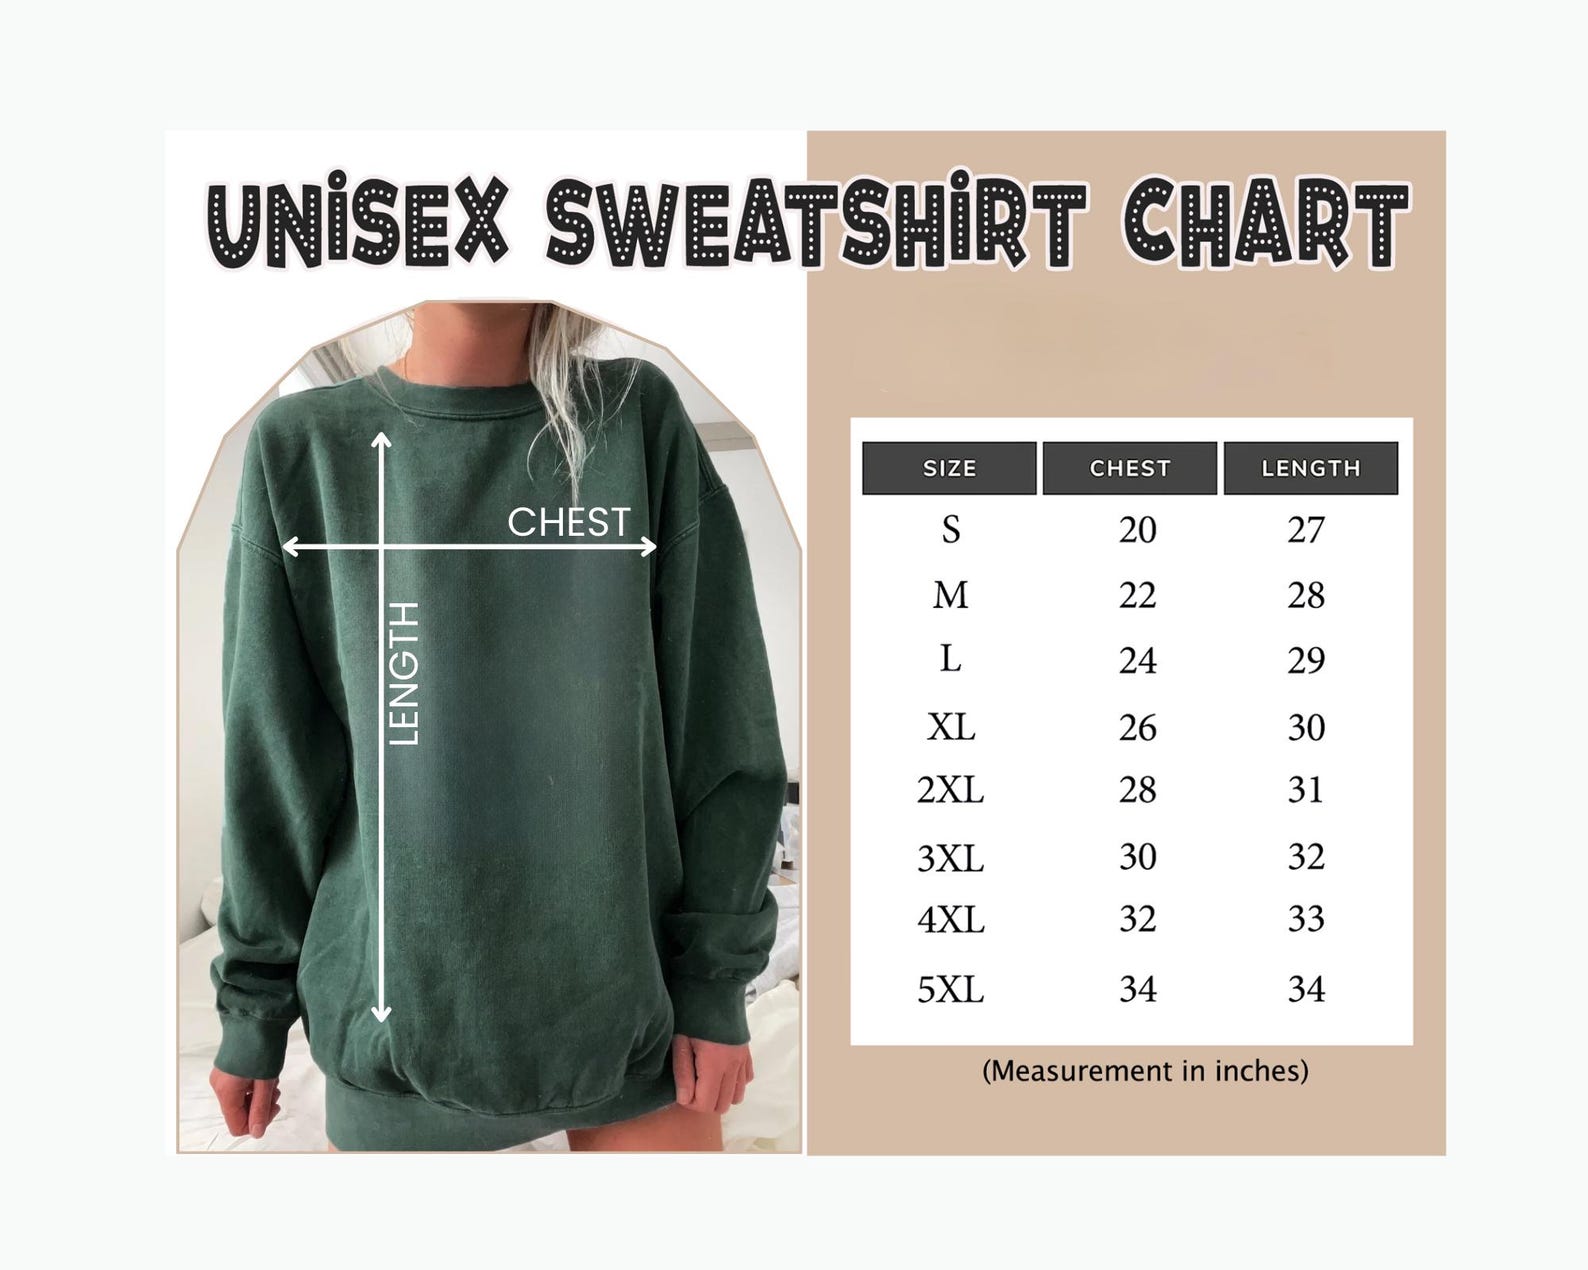 UNiSEX SWEATSHiRT CHART
CHEST
LENGTH
SIZE CHEST LENGTH
S 20 27
M 22 28
L 24 29
XL 26 30
2XL 28 31
3XL 30 32
4XL 32 33
5XL 34 34
(Measurement in inches)